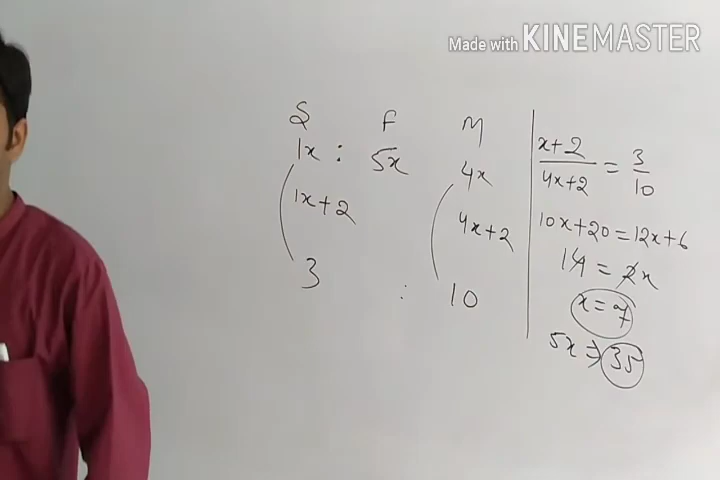 Made with KINEMASTER
S F M
1x : 5x 4x
1x+2 4x+2
3 : 10
x+2/4x+2 = 3/10
10x+20=12x+6
14 = 2x
x=7
5x ⇒ 35